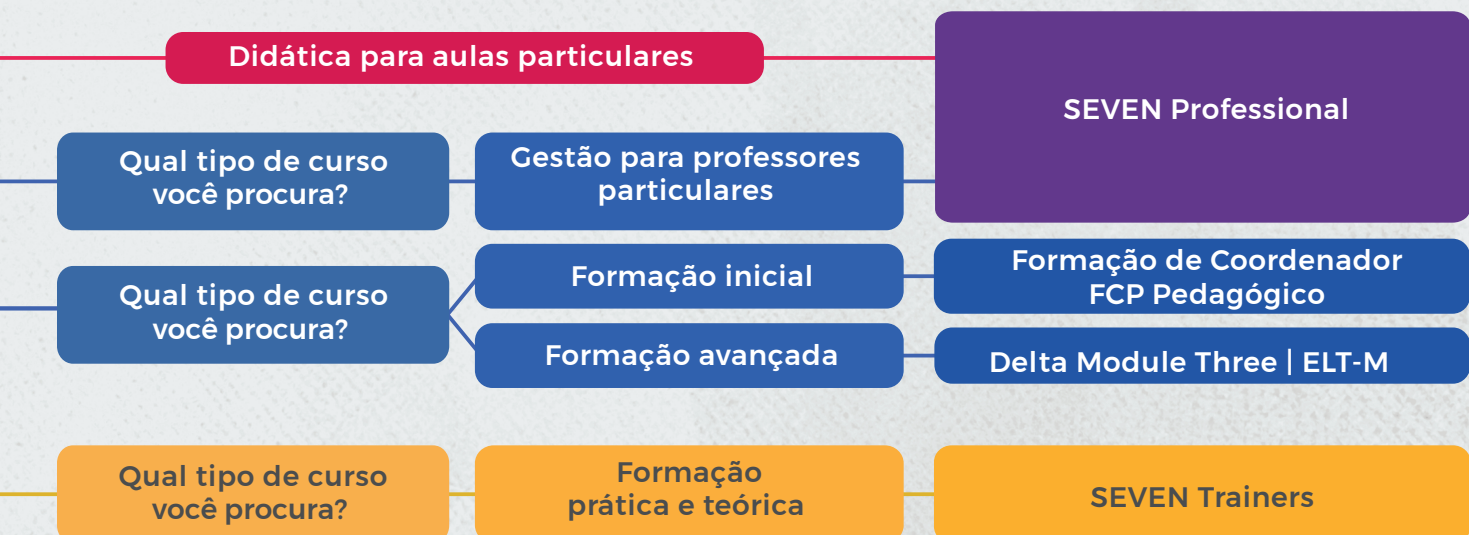 Didática para aulas particulares
SEVEN Professional
Qual tipo de curso
você procura?
Gestão para professores
particulares
Qual tipo de curso
você procura?
Formação inicial
Formação de Coordenador
FCP Pedagógico
Formação avançada
Delta Module Three | ELT-M
Qual tipo de curso
você procura?
Formação
prática e teórica
SEVEN Trainers